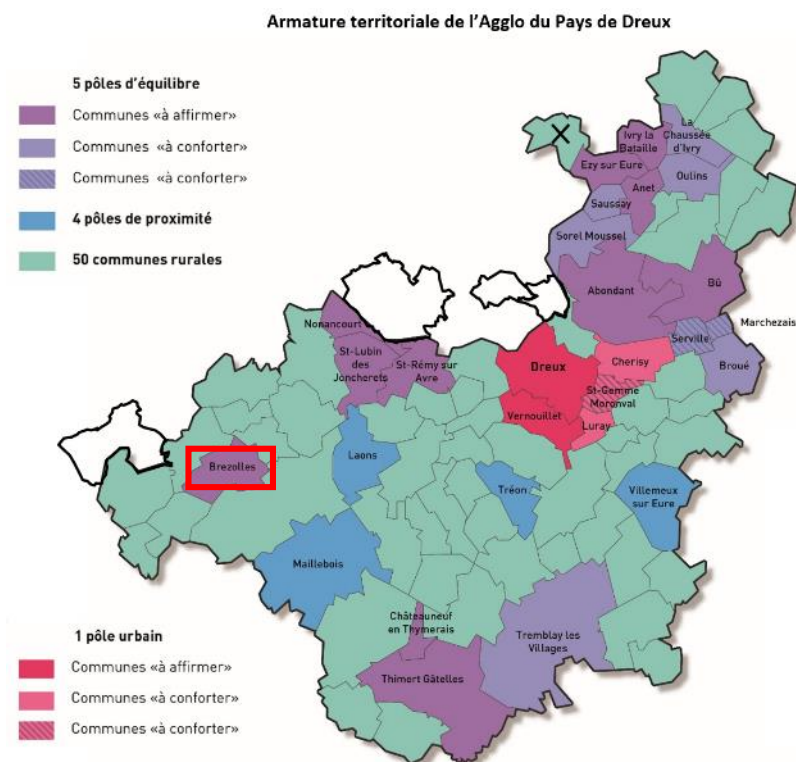 Armature territoriale de l'Agglo du Pays de Dreux
5 pôles d'équilibre
Communes «à affirmer»
Communes «à conforter»
Communes «à conforter»
4 pôles de proximité
50 communes rurales
La
Chaussée
d'Ivry
Ivry la
Bataille
Ezy sur Eure
Oulins
Anet
Saussay
Sorel Moussel
Abondant
Bû
Marchezais
Serville
Broué
Nonancourt
St-Lubin
des
Joncherets
St-Rémy sur
Avre
Dreux
Cherisy
St-Gemme
Moronval
Vernouillet
Luray
Brezolles
Laons
Tréon
Villemeux
sur Eure
Maillebois
Châteauneuf
en Thymerais
Tremblay les
Villages
Thimert Gâtelles
1 pôle urbain
Communes «à affirmer»
Communes «à conforter»
Communes «à conforter»